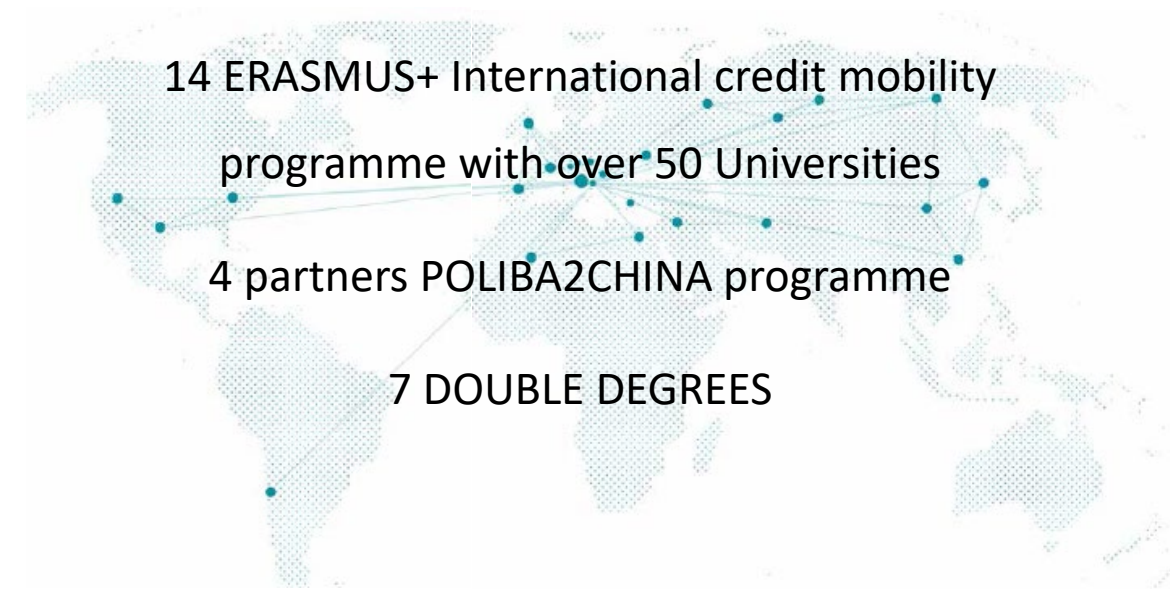 14 ERASMUS+ International credit mobility
programme with over 50 Universities
4 partners POLIBA2CHINA programme
7 DOUBLE DEGREES